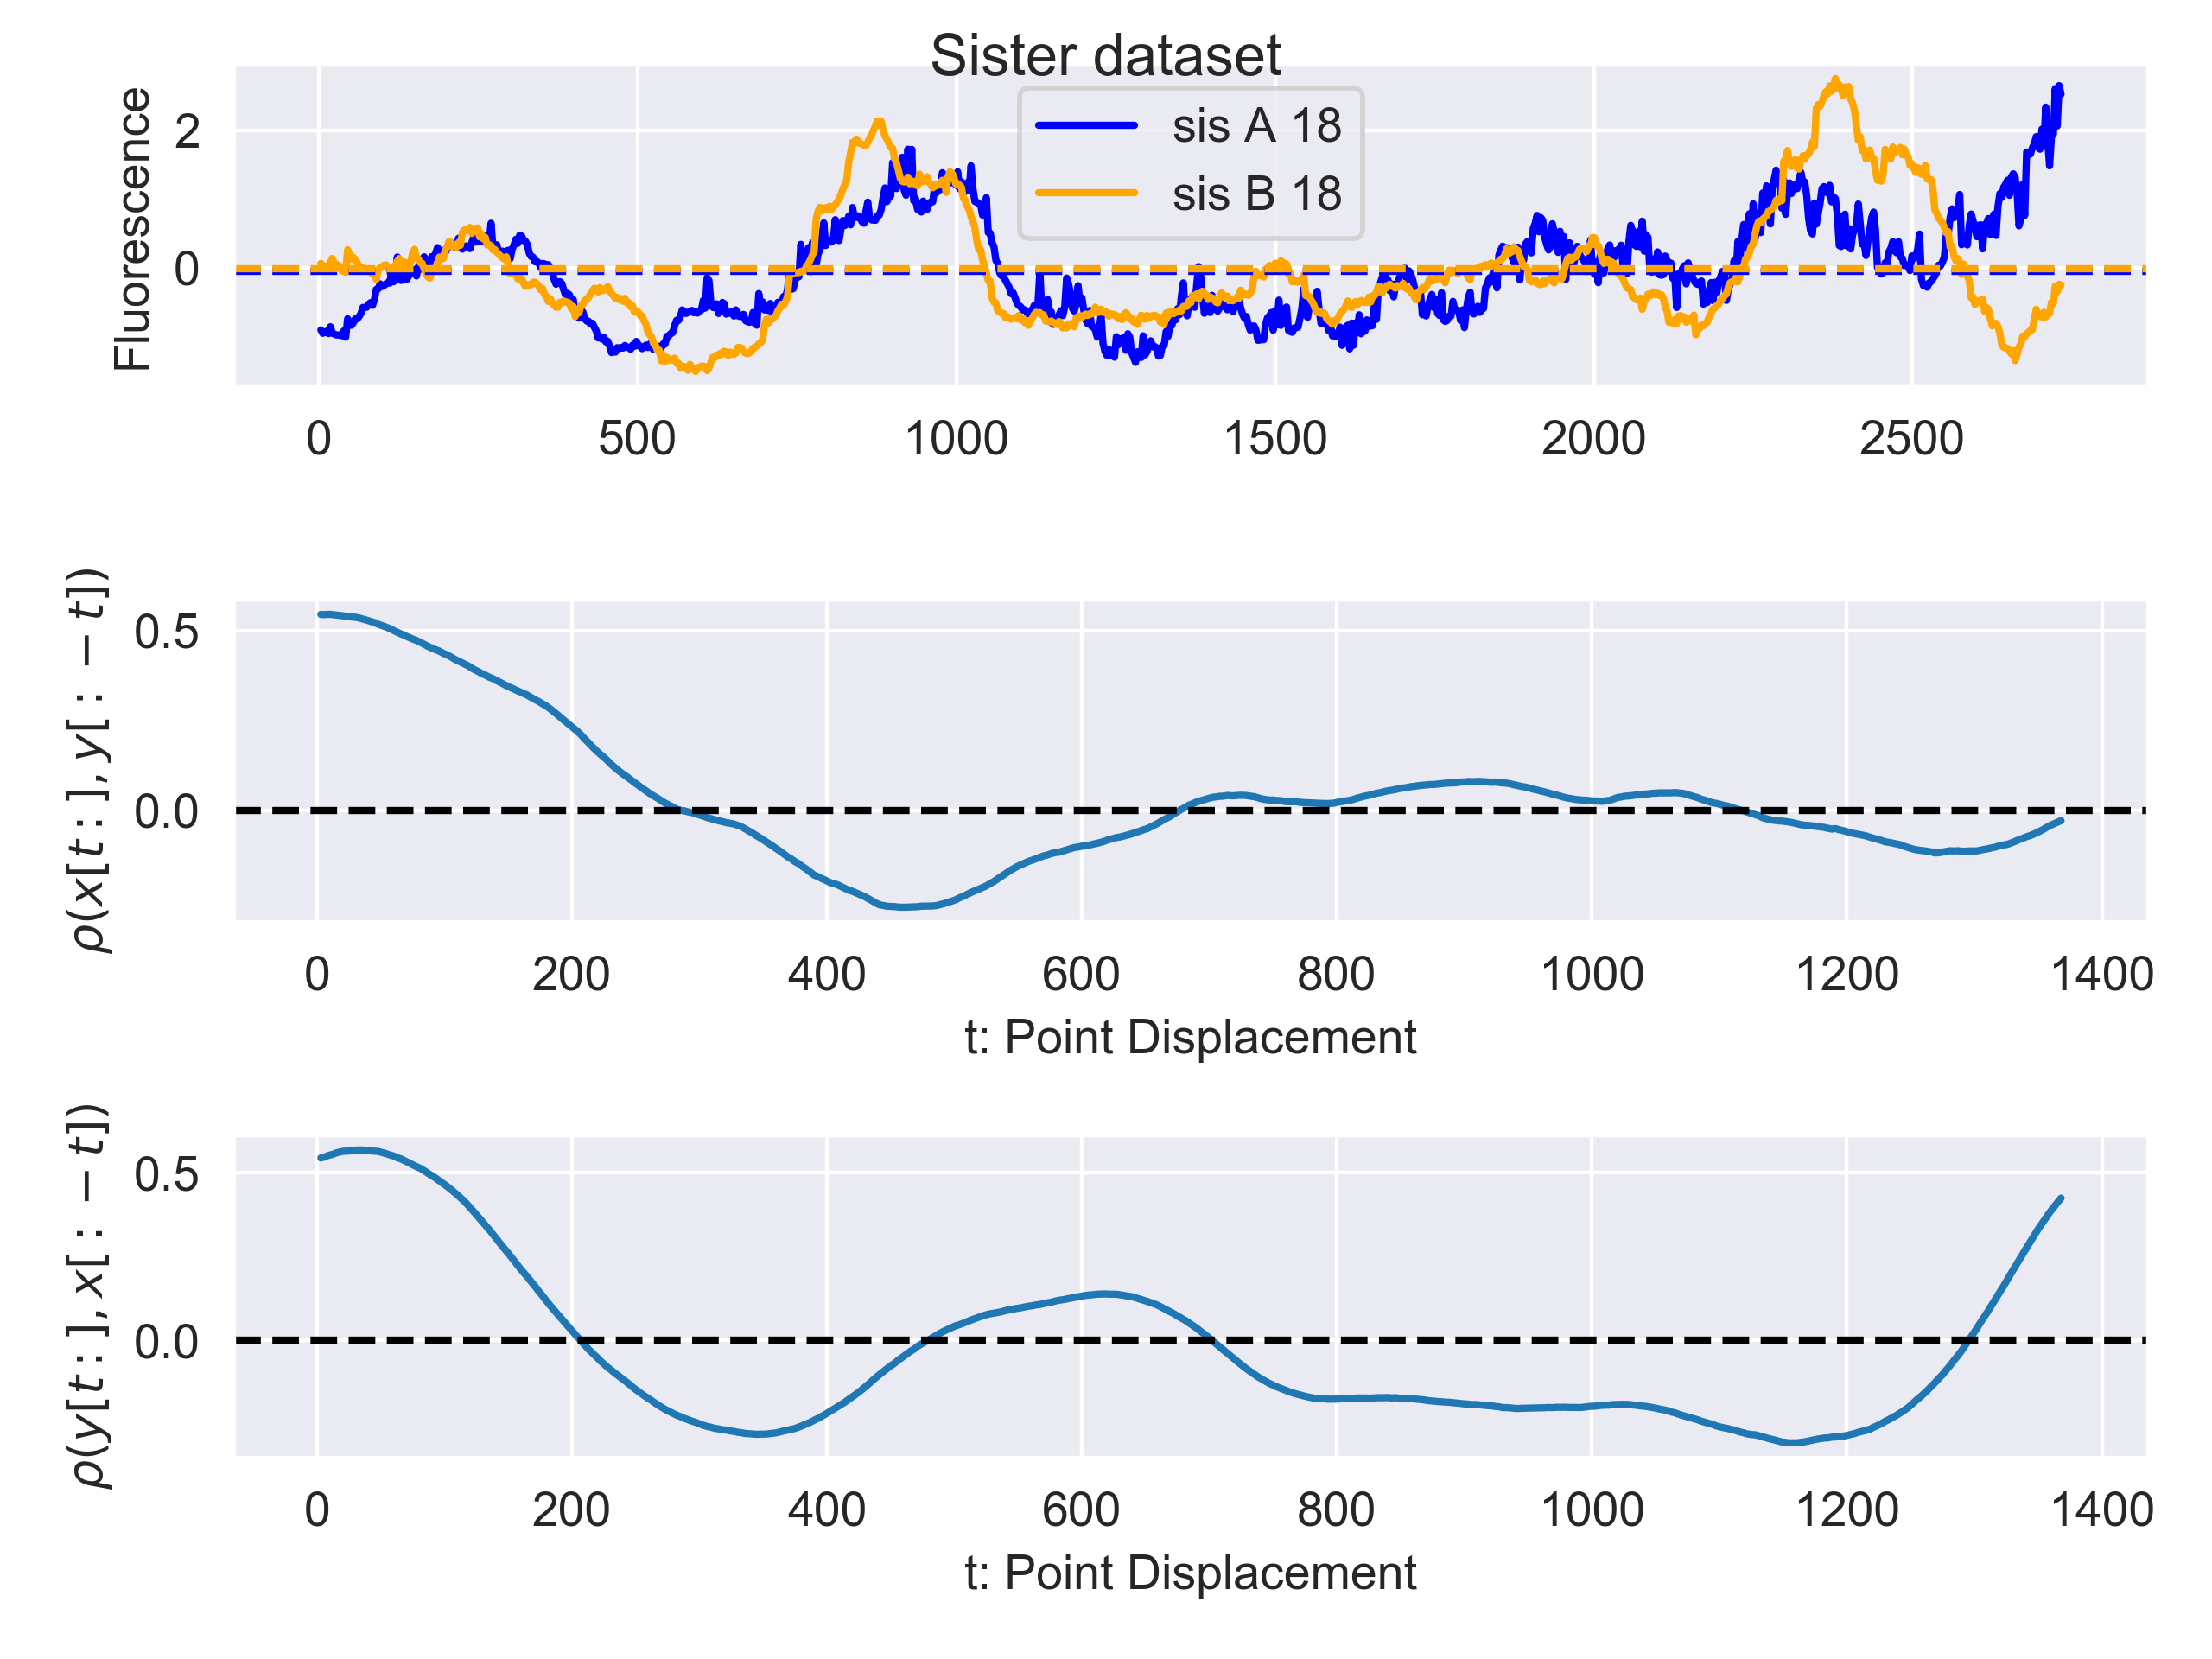 Sister dataset
Fluorescence
2
0
sis A 18
sis B 18
0 500 1000 1500 2000 2500
ρ(x[t:], y[: − t])
0.5
0.0
0 200 400 600 800 1000 1200 1400
t: Point Displacement
ρ(y[t:], x[: − t])
0.5
0.0
0 200 400 600 800 1000 1200 1400
t: Point Displacement